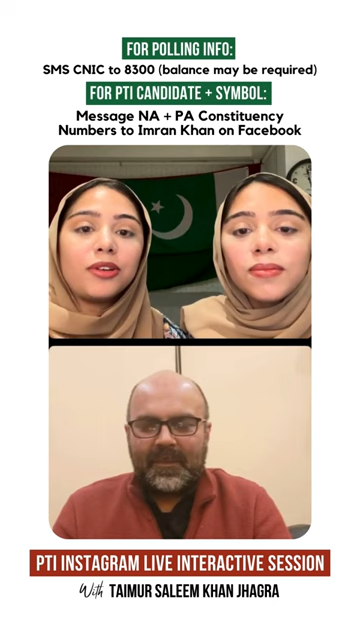 FOR POLLING INFO:
SMS CNIC to 8300 (balance may be required)
FOR PTI CANDIDATE + SYMBOL:
Message NA + PA Constituency
Numbers to Imran Khan on Facebook
PTI INSTAGRAM LIVE INTERACTIVE SESSION
With TAIMUR SALEEM KHAN JHAGRA